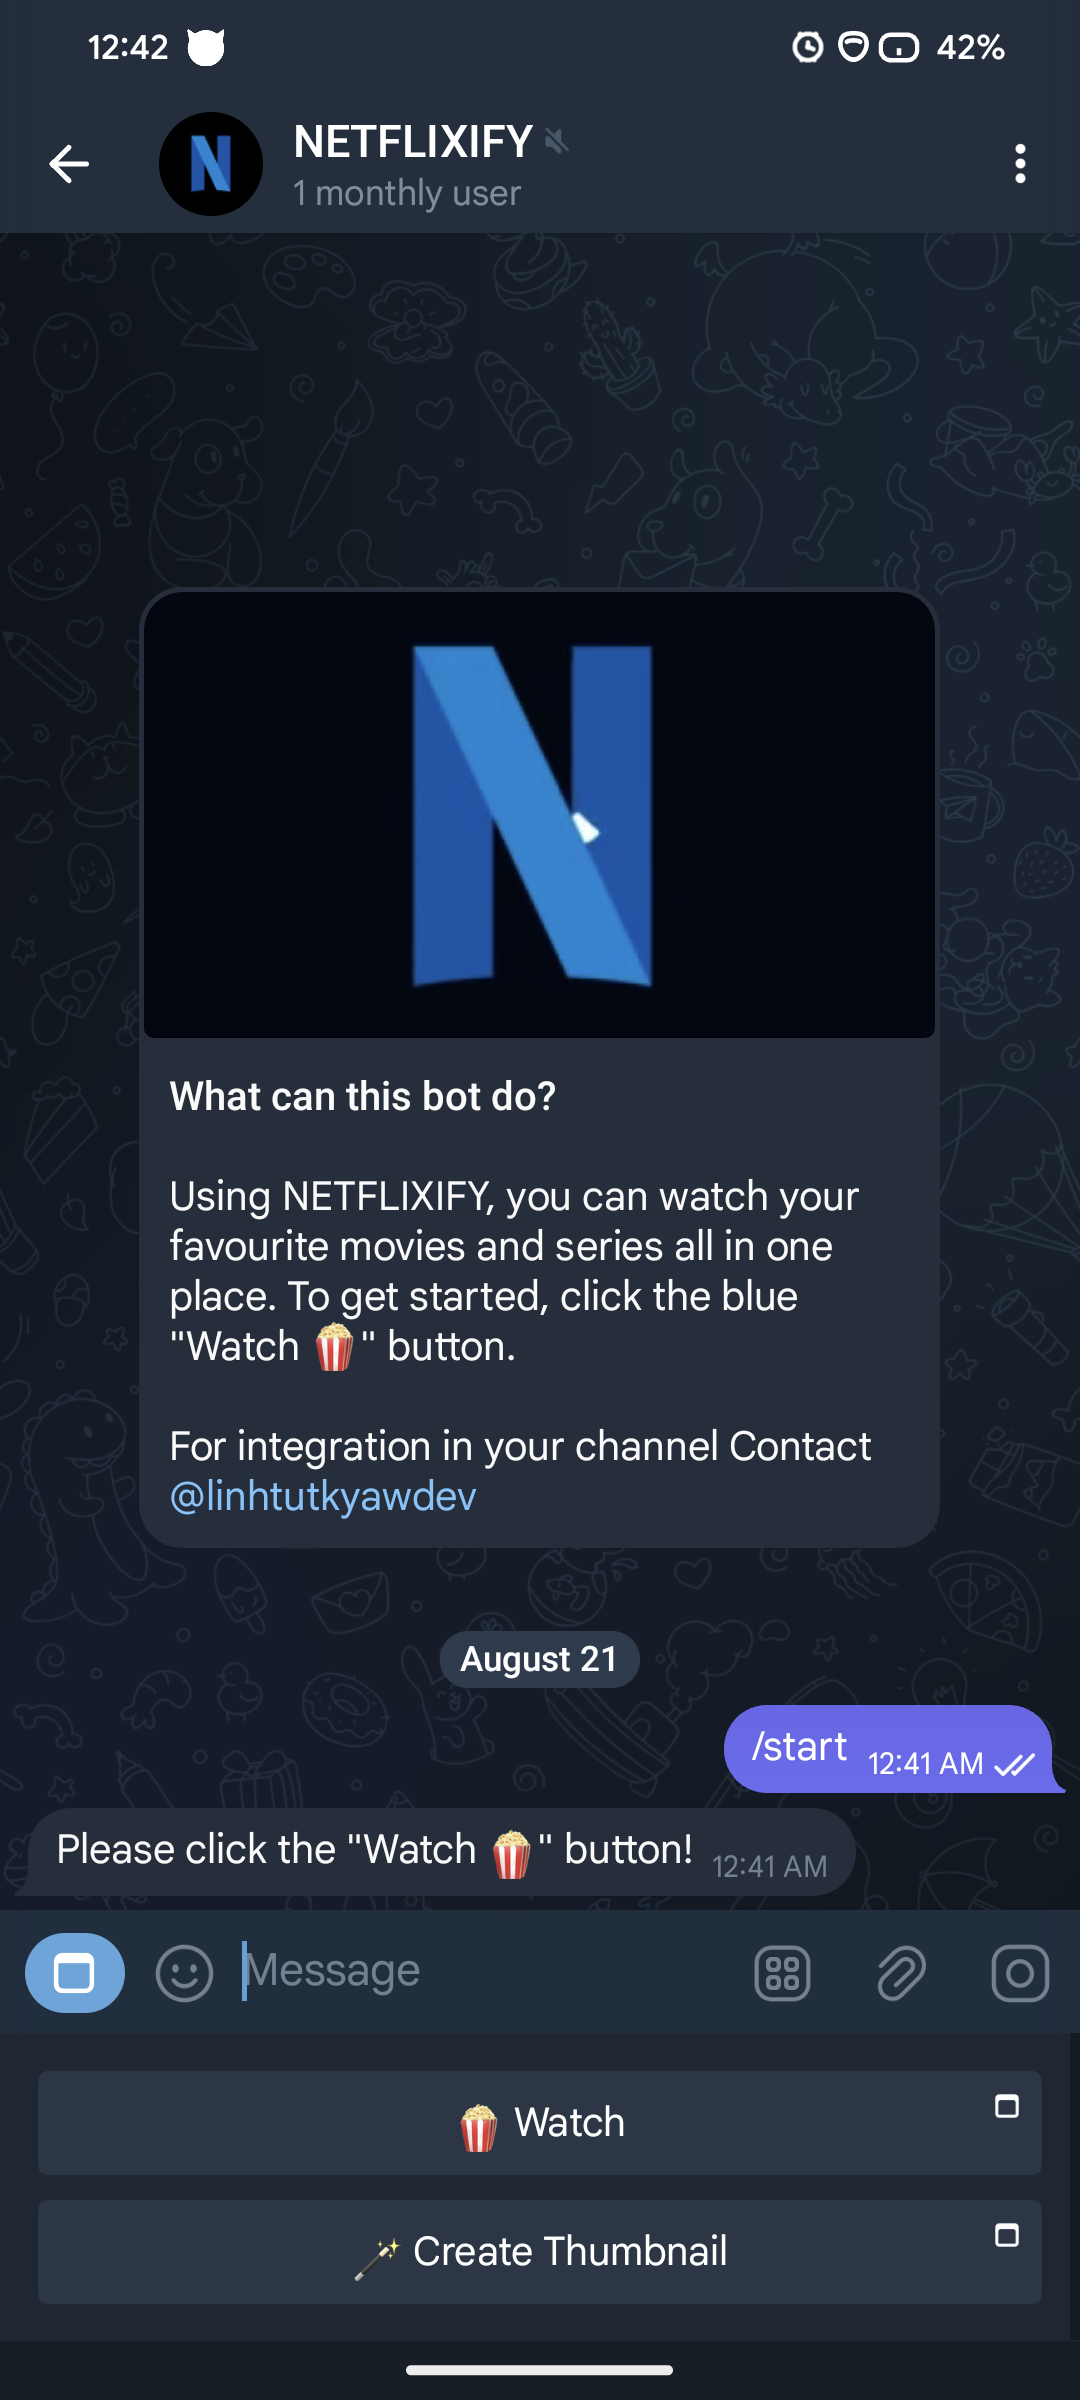 12:42
42%
NETFLIXIFY
1 monthly user
What can this bot do?
Using NETFLIXIFY, you can watch your
favourite movies and series all in one
place. To get started, click the blue
"Watch 🍿" button.
For integration in your channel Contact
@linhtutkyawdev
August 21
/start 12:41 AM
Please click the "Watch 🍿" button! 12:41 AM
Message
🍿 Watch
🪄 Create Thumbnail